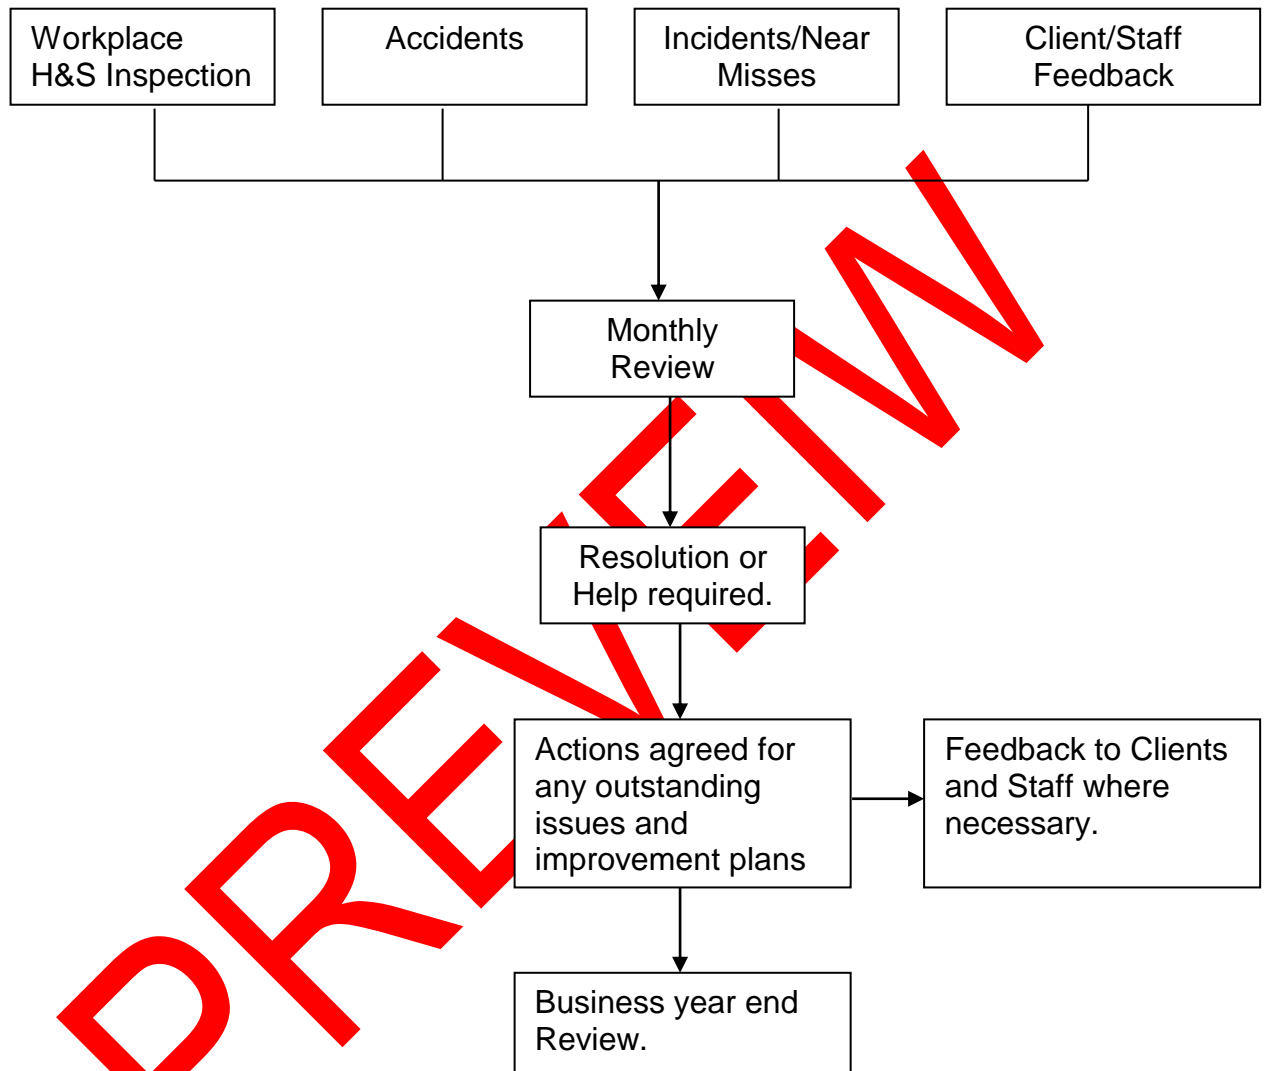 Workplace
H&S Inspection
Accidents
Incidents/Near
Misses
Client/Staff
Feedback
Monthly
Review
Resolution or
Help required.
Actions agreed for
any outstanding
issues and
improvement plans
Feedback to Clients
and Staff where
necessary.
Business year end
Review.
PREVEIW